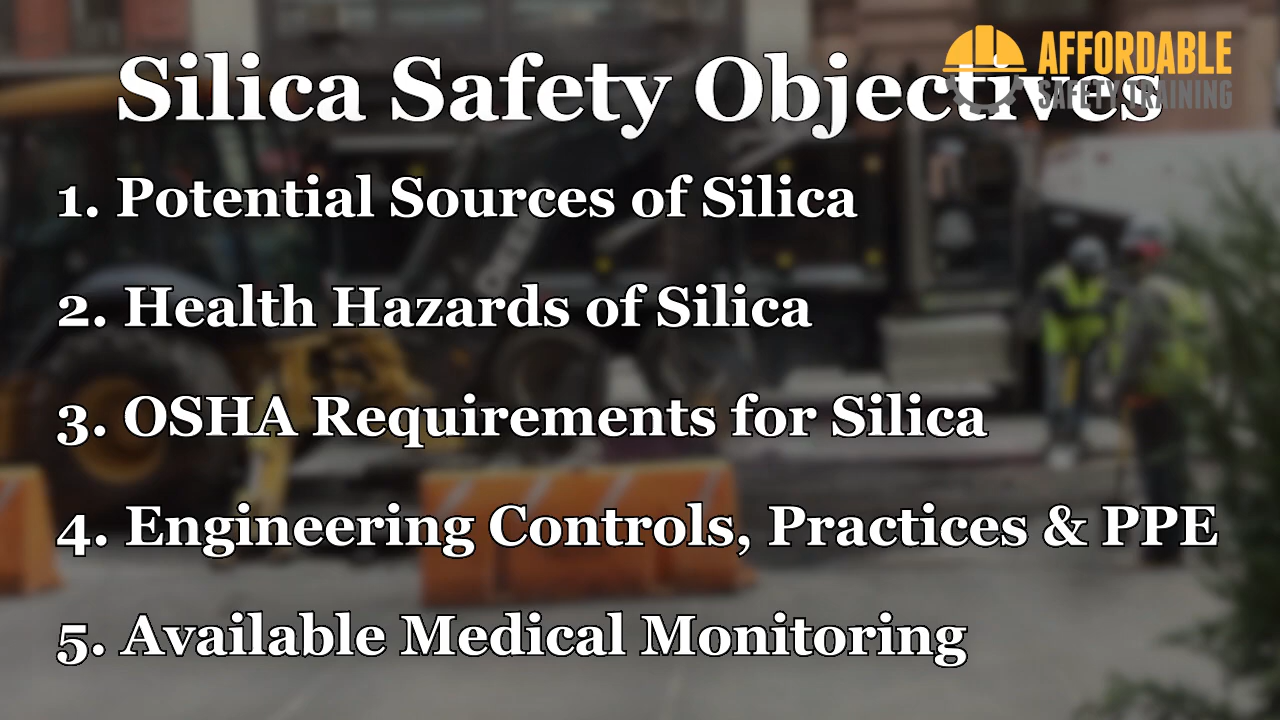 Silica Safety Objectives
AFFORDABLE
SAFETY TRAINING
1. Potential Sources of Silica
2. Health Hazards of Silica
3. OSHA Requirements for Silica
4. Engineering Controls, Practices & PPE
5. Available Medical Monitoring